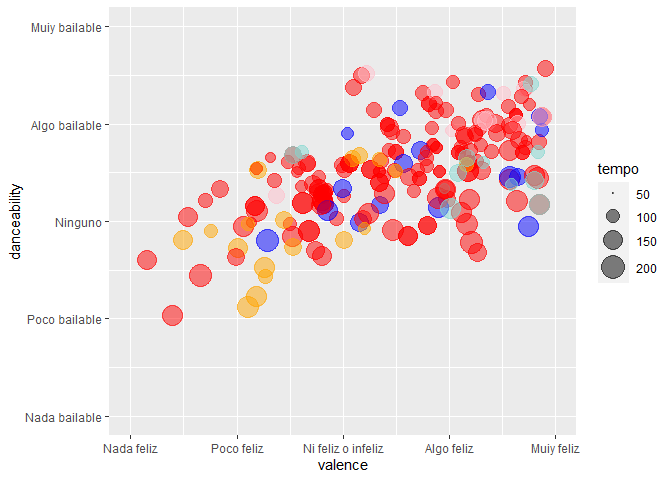 Muiy bailable
Algo bailable
Ninguno
Poco bailable
Nada bailable
danceability
Nada feliz
Poco feliz
Ni feliz o infeliz
Algo feliz
Muiy feliz
valence
tempo
50
100
150
200